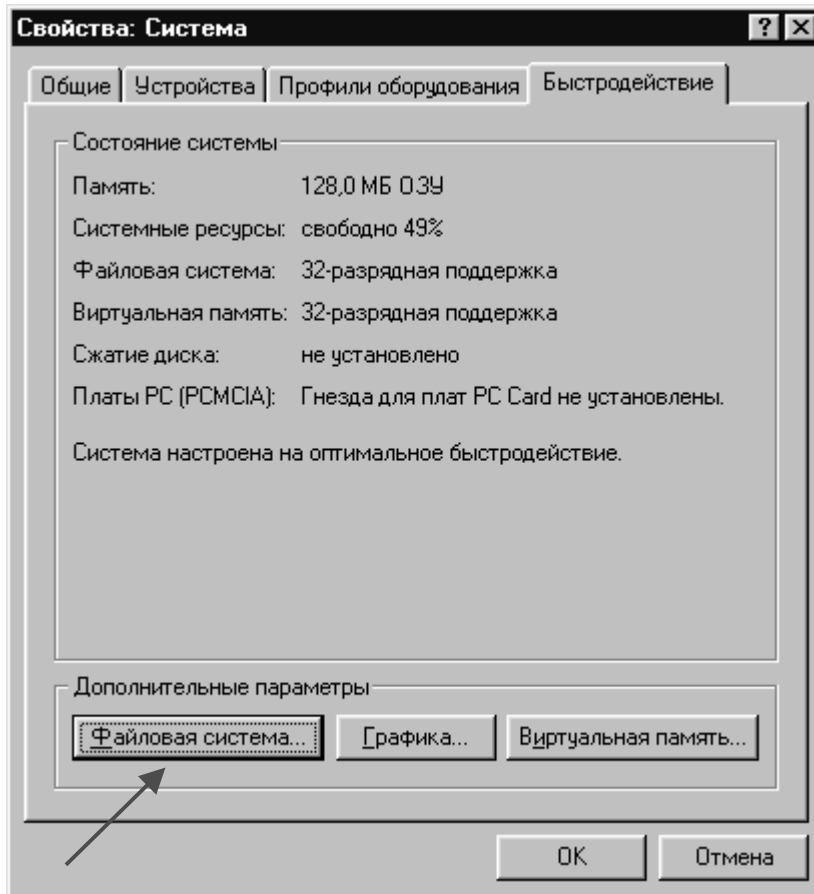 Свойства: Система
Общие Устройства Профили оборудования Быстродействие
Состояние системы
Память: 128,0 МБ ОЗУ
Системные ресурсы: свободно 49%
Файловая система: 32-разрядная поддержка
Виртуальная память: 32-разрядная поддержка
Сжатие диска: не установлено
Платы PC (PCMCIA): Гнезда для плат PC Card не установлены.
Система настроена на оптимальное быстродействие.
Дополнительные параметры
Файловая система... Графика... Виртуальная память...
OK Отмена